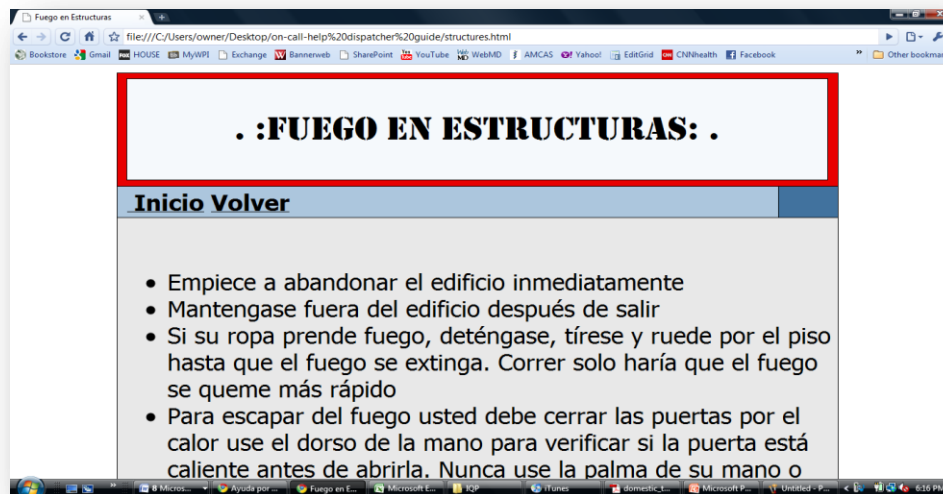 Fuego en Estructuras
file:///C:/Users/owner/Desktop/on-call-help%20dispatcher%20guide/structures.html
Bookstore Gmail HOUSE MyWPI Exchange Bannerweb SharePoint YouTube WebMD AMCAS Yahoo! EditGrid CNNhealth Facebook » Other bookmar
. :FUEGO EN ESTRUCTURAS: .
Inicio Volver
• Empiece a abandonar el edificio inmediatamente
• Mantengase fuera del edificio después de salir
• Si su ropa prende fuego, deténgase, tírese y ruede por el piso
hasta que el fuego se extinga. Correr solo haría que el fuego
se queme más rápido
• Para escapar del fuego usted debe cerrar las puertas por el
calor use el dorso de la mano para verificar si la puerta está
caliente antes de abrirla. Nunca use la palma de su mano o
8 Micros... Ayuda por ... Fuego en E... Microsoft E... IQP iTunes domestic_t... Microsoft P... Untitled - P... 6:16 PM